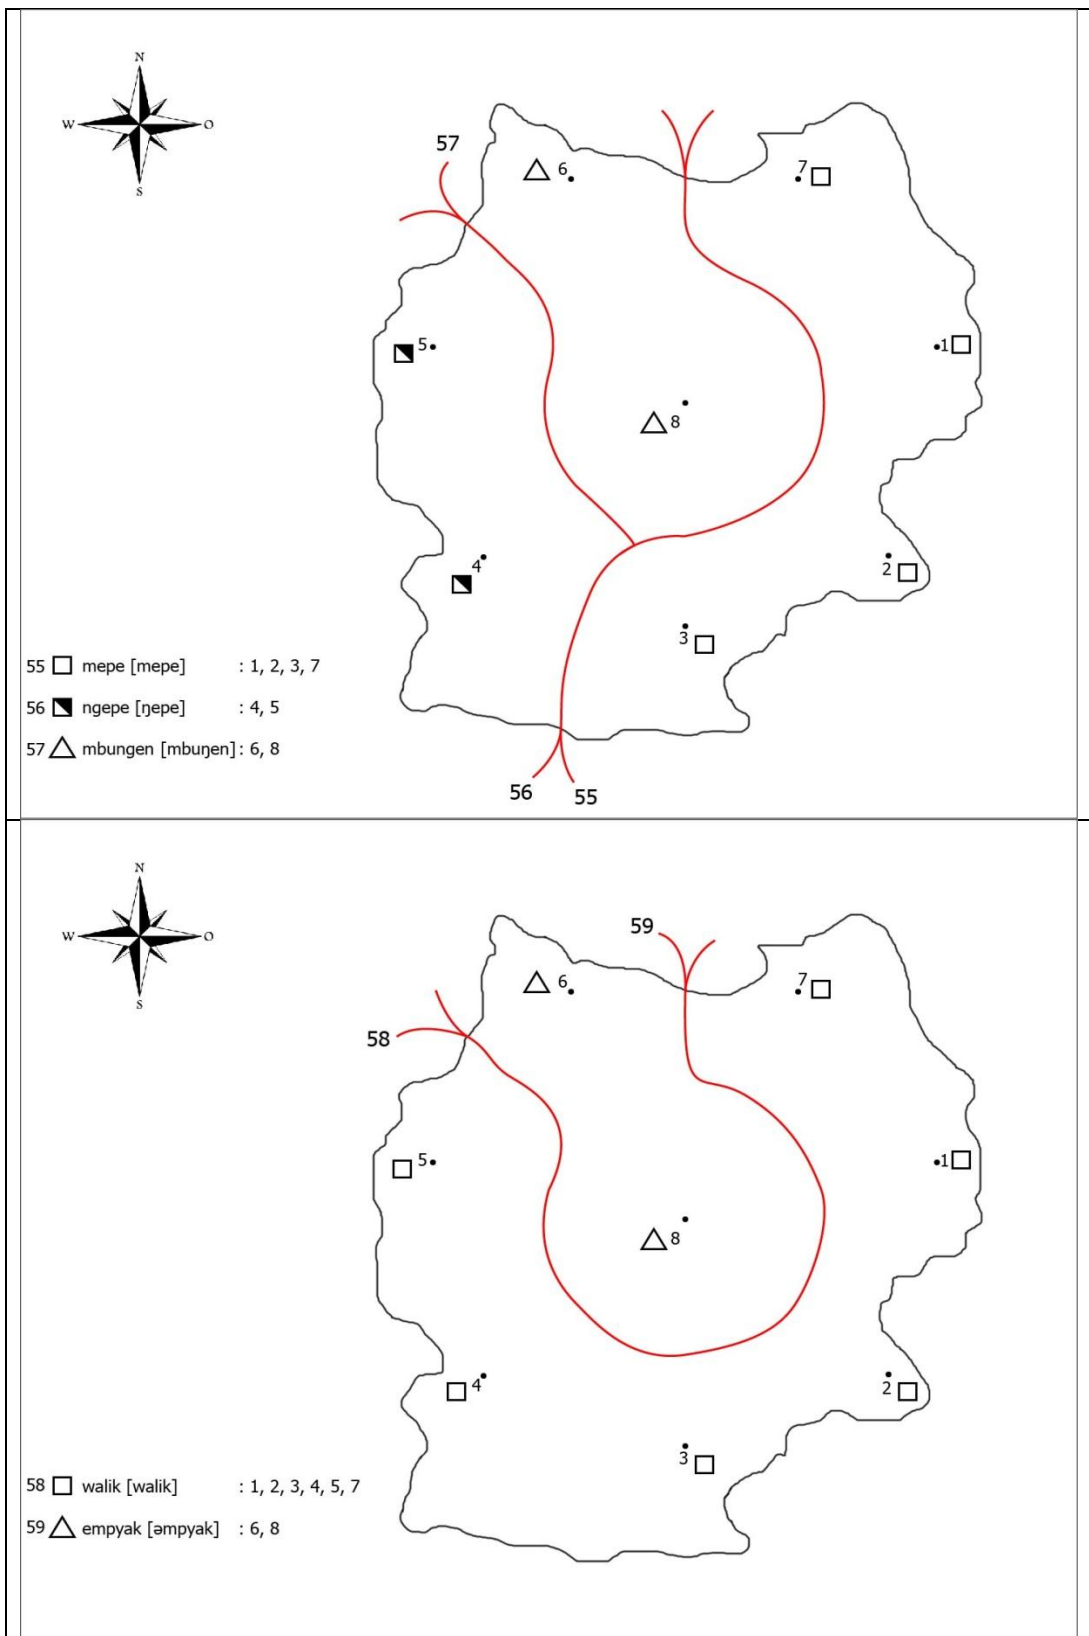 N
W O
S
57
6
7
5
1
8
4
2
3
55 mepe [mepe] : 1, 2, 3, 7
56 ngepe [ŋepe] : 4, 5
57 mbungen [mbuŋen] : 6, 8
56
55
N
W O
S
59
6
7
58
5
1
8
4
2
3
58 walik [walik] : 1, 2, 3, 4, 5, 7
59 empyak [əmpyak] : 6, 8